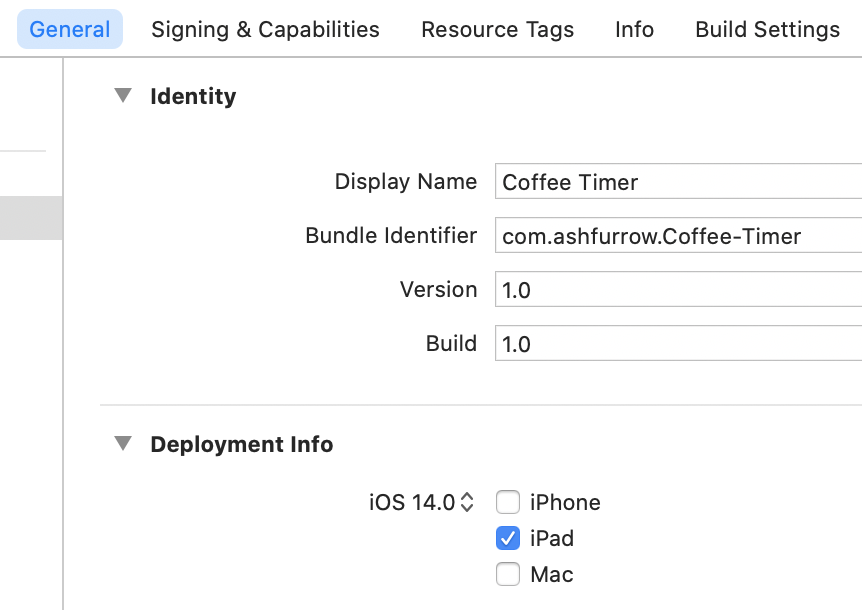 General Signing & Capabilities Resource Tags Info Build Settings
Identity
Display Name Coffee Timer
Bundle Identifier com.ashfurrow.Coffee-Timer
Version 1.0
Build 1.0
Deployment Info
iOS 14.0 iPhone
iPad
Mac